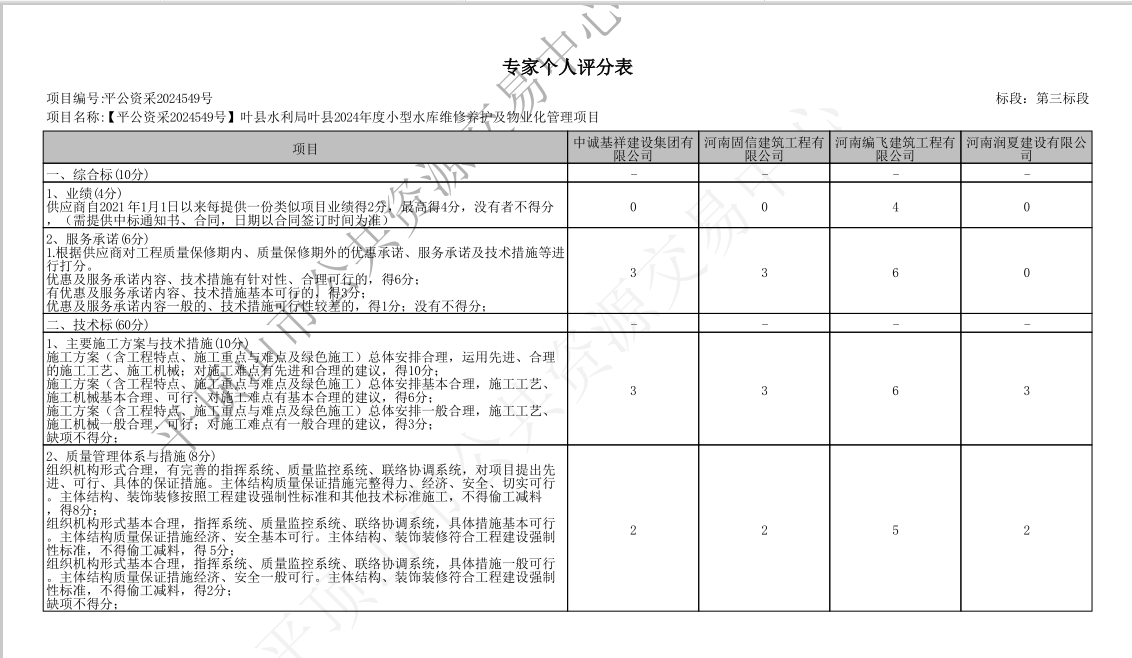 专家个人评分表
项目编号:平公资采2024549号
标段：第三标段
项目名称:【平公资采2024549号】叶县水利局叶县2024年度小型水库维修养护及物业化管理项目
项目 中诚基祥建设集团有限公司 河南固信建筑工程有限公司 河南编飞建筑工程有限公司 河南润夏建设有限公司
一、综合标(10分) — — — —
1、业绩(4分)
供应商自2021 年1月1日以来每提供一份类似项目业绩得2分，最高得4分，没有者不得分
，（需提供中标通知书、合同，日期以合同签订时间为准）
0 0 4 0
2、服务承诺(6分)
1.根据供应商对工程质量保修期内、质量保修期外的优惠承诺、服务承诺及技术措施等进
行打分。
优惠及服务承诺内容、技术措施有针对性、合理可行的，得6分；
有优惠及服务承诺内容、技术措施基本可行的，得3分；
优惠及服务承诺内容一般的、技术措施可行性较差的，得1分；没有不得分；
3 3 6 0
二、技术标(60分) — — — —
1、主要施工方案与技术措施(10分)
施工方案（含工程特点、施工重点与难点及绿色施工）总体安排合理，运用先进、合理
的施工工艺、施工机械；对施工难点有先进和合理的建议，得10分；
施工方案（含工程特点、施工重点与难点及绿色施工）总体安排基本合理，施工工艺、
施工机械基本合理、可行；对施工难点有基本合理的建议，得6分；
施工方案（含工程特点、施工重点与难点及绿色施工）总体安排一般合理，施工工艺、
施工机械一般合理、可行；对施工难点有一般合理的建议，得3分；
缺项不得分；
3 3 6 3
2、质量管理体系与措施(8分)
组织机构形式合理，有完善的指挥系统、质量监控系统、联络协调系统，对项目提出先
进、可行、具体的保证措施。主体结构质量保证措施完整得力、经济、安全、切实可行
。主体结构、装饰装修按照工程建设强制性标准和其他技术标准施工，不得偷工减料
，得8分；
组织机构形式基本合理，指挥系统、质量监控系统、联络协调系统，具体措施基本可行
。主体结构质量保证措施经济、安全基本可行。主体结构、装饰装修符合工程建设强制
性标准，不得偷工减料，得 5分；
组织机构形式基本合理，指挥系统、质量监控系统、联络协调系统，具体措施一般可行
。主体结构质量保证措施经济、安全一般可行。主体结构、装饰装修符合工程建设强制
性标准，不得偷工减料，得2分；
缺项不得分；
2 2 5 2
平顶山市公共资源交易中心
平顶山市公共资源交易中心